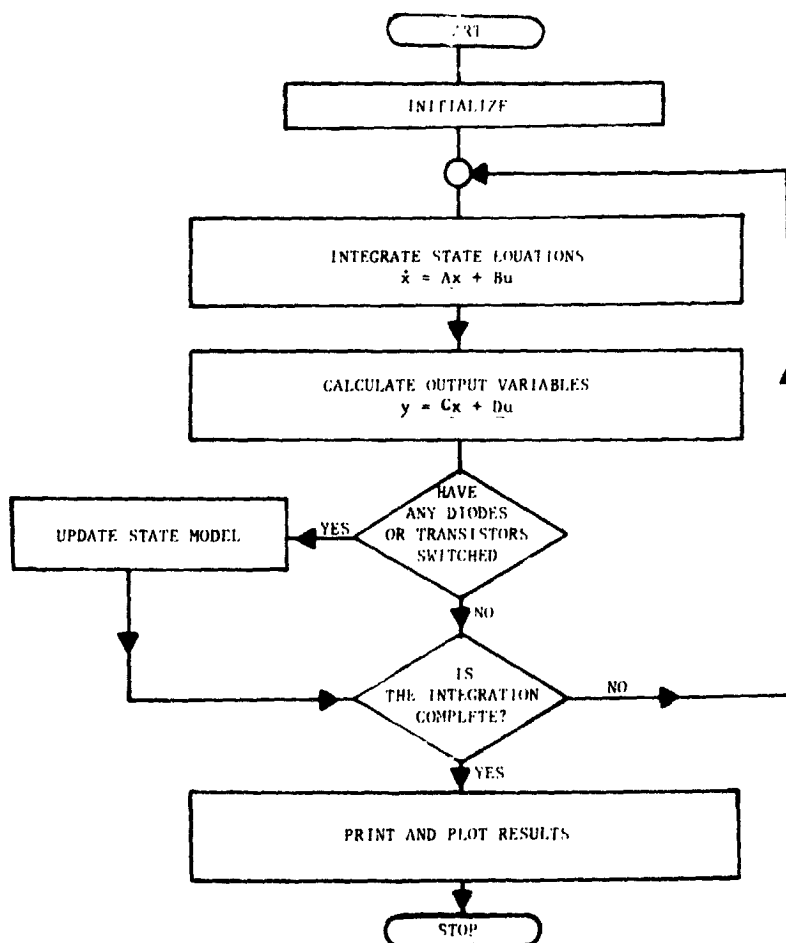 INITIALIZE
INTEGRATE STATE EQUATIONS
ẋ = Ax + Bu
CALCULATE OUTPUT VARIABLES
y = Cx + Du
HAVE
ANY DIODES
OR TRANSISTORS
SWITCHED
YES
UPDATE STATE MODEL
NO
IS
THE INTEGRATION
COMPLETE?
NO
YES
PRINT AND PLOT RESULTS
STOP